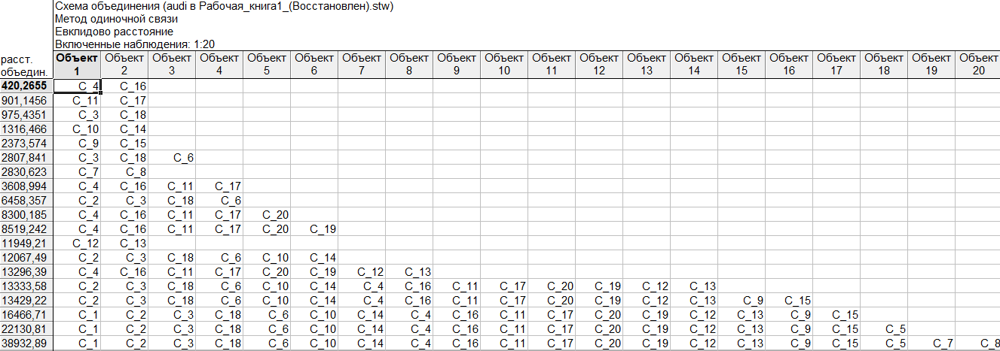 Схема объединения (audi в Рабочая_книга1_(Восстановлен).stw)
Метод одиночной связи
Евклидово расстояние
Включенные наблюдения: 1:20
расст. объедин. Объект 1 Объект 2 Объект 3 Объект 4 Объект 5 Объект 6 Объект 7 Объект 8 Объект 9 Объект 10 Объект 11 Объект 12 Объект 13 Объект 14 Объект 15 Объект 16 Объект 17 Объект 18 Объект 19 Объект 20
420,2655 C_4 C_16
901,1456 C_11 C_17
975,4351 C_3 C_18
1316,466 C_10 C_14
2373,574 C_9 C_15
2807,841 C_3 C_18 C_6
2830,623 C_7 C_8
3608,994 C_4 C_16 C_11 C_17
6458,357 C_2 C_3 C_18 C_6
8300,185 C_4 C_16 C_11 C_17 C_20
8519,242 C_4 C_16 C_11 C_17 C_20 C_19
11949,21 C_12 C_13
12067,49 C_2 C_3 C_18 C_6 C_10 C_14
13296,39 C_4 C_16 C_11 C_17 C_20 C_19 C_12 C_13
13333,58 C_2 C_3 C_18 C_6 C_10 C_14 C_4 C_16 C_11 C_17 C_20 C_19 C_12 C_13
13429,22 C_2 C_3 C_18 C_6 C_10 C_14 C_4 C_16 C_11 C_17 C_20 C_19 C_12 C_13 C_9 C_15
16466,71 C_1 C_2 C_3 C_18 C_6 C_10 C_14 C_4 C_16 C_11 C_17 C_20 C_19 C_12 C_13 C_9 C_15
22130,81 C_1 C_2 C_3 C_18 C_6 C_10 C_14 C_4 C_16 C_11 C_17 C_20 C_19 C_12 C_13 C_9 C_15 C_5
38932,89 C_1 C_2 C_3 C_18 C_6 C_10 C_14 C_4 C_16 C_11 C_17 C_20 C_19 C_12 C_13 C_9 C_15 C_5 C_7 C_8